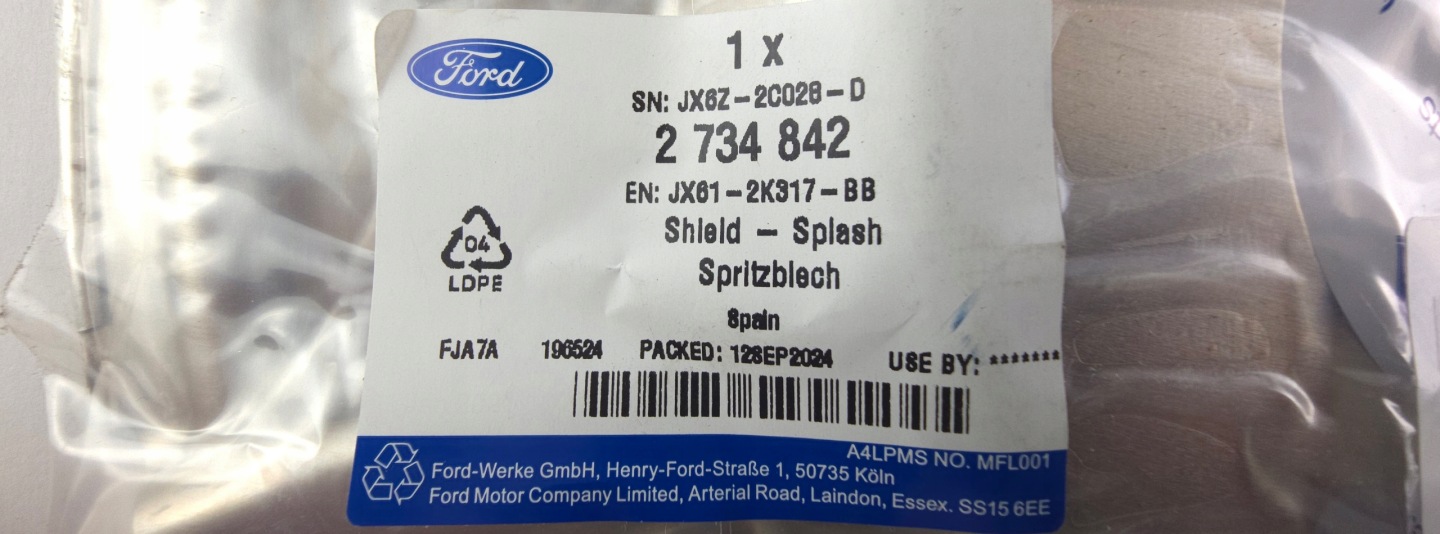 Ford
1 x
SN: JX6Z-2C028-D
2 734 842
EN: JX61-2K317-BB
Shield - Splash
Spritzblech
04
LDPE
Spain
FJA7A 196524 PACKED: 12SEP2024 USE BY: *******
A4LPMS NO. MFL001
Ford-Werke GmbH, Henry-Ford-Straße 1, 50735 Köln
Ford Motor Company Limited, Arterial Road, Laindon, Essex. SS15 6EE